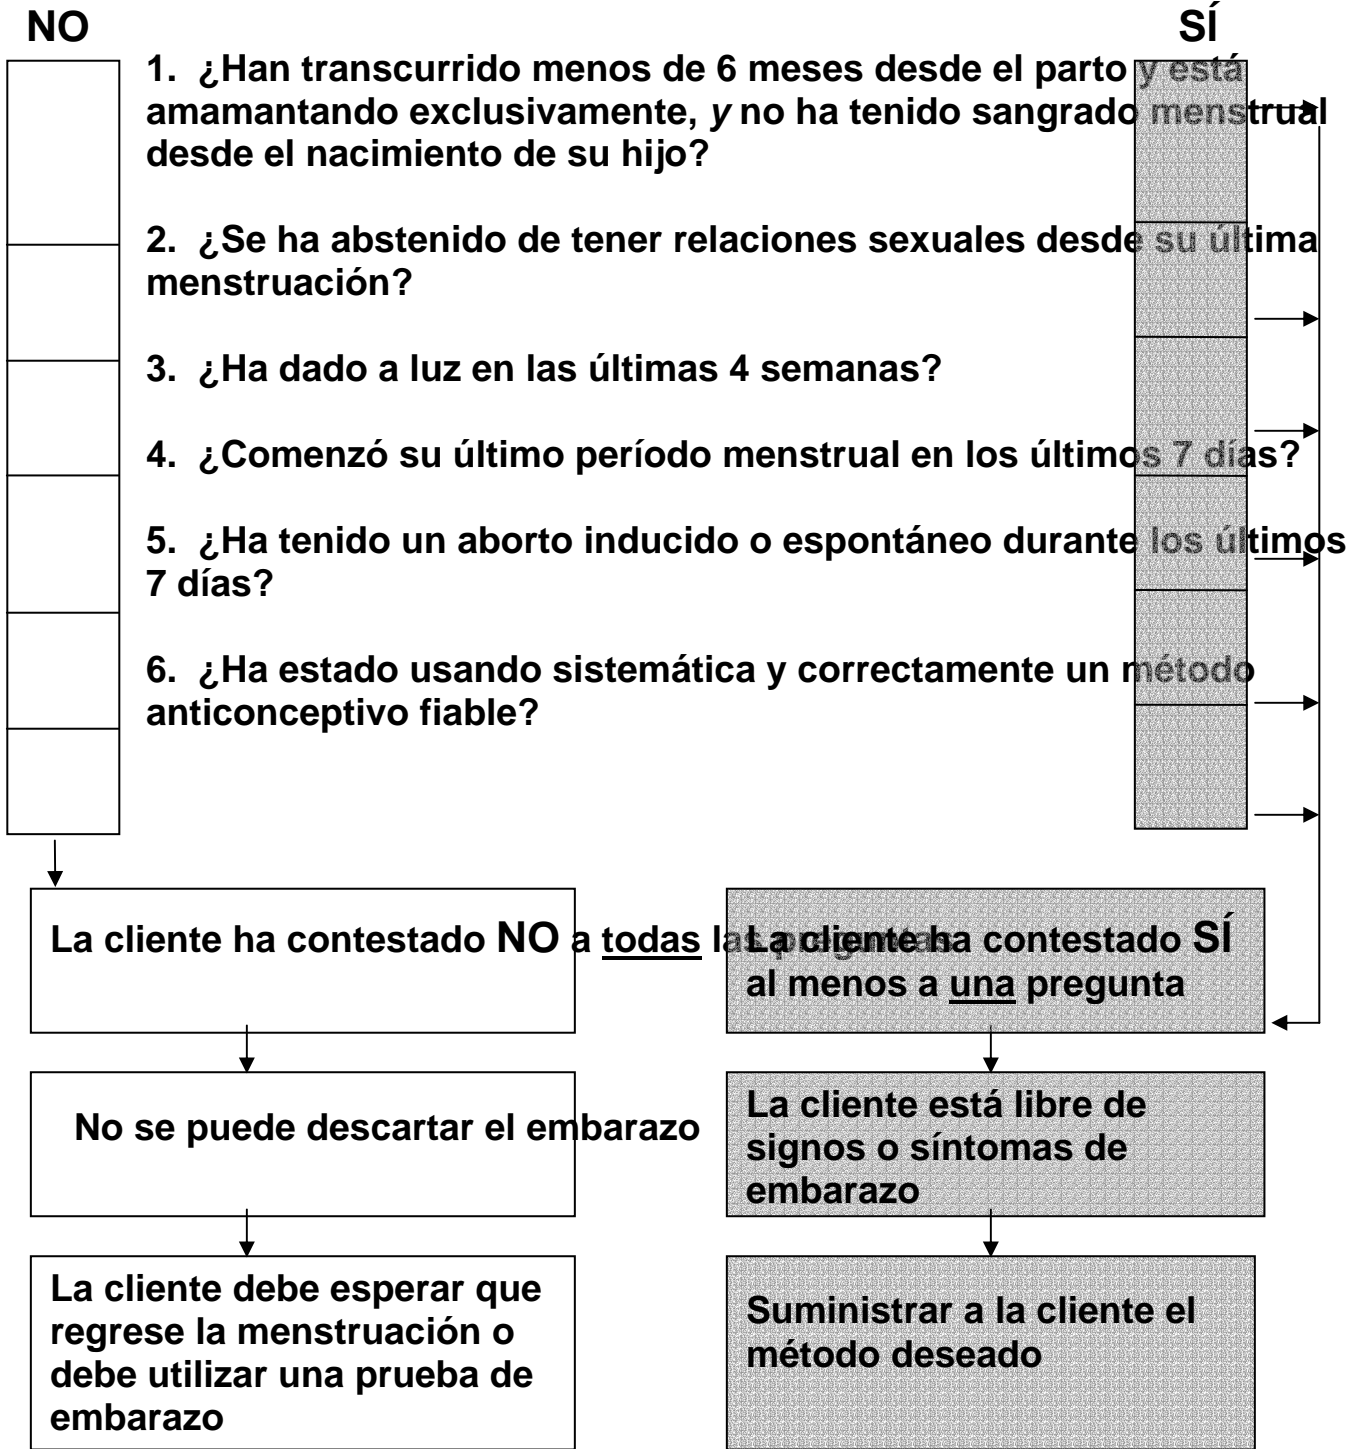 NO
SÍ
1. ¿Han transcurrido menos de 6 meses desde el parto y está
amamantando exclusivamente, y no ha tenido sangrado menstrual
desde el nacimiento de su hijo?
2. ¿Se ha abstenido de tener relaciones sexuales desde su última
menstruación?
3. ¿Ha dado a luz en las últimas 4 semanas?
4. ¿Comenzó su último período menstrual en los últimos 7 días?
5. ¿Ha tenido un aborto inducido o espontáneo durante los últimos
7 días?
6. ¿Ha estado usando sistemática y correctamente un método
anticonceptivo fiable?
La cliente ha contestado NO a todas las preguntas
La cliente ha contestado SÍ
al menos a una pregunta
No se puede descartar el embarazo
La cliente está libre de
signos o síntomas de
embarazo
La cliente debe esperar que
regrese la menstruación o
debe utilizar una prueba de
embarazo
Suministrar a la cliente el
método deseado